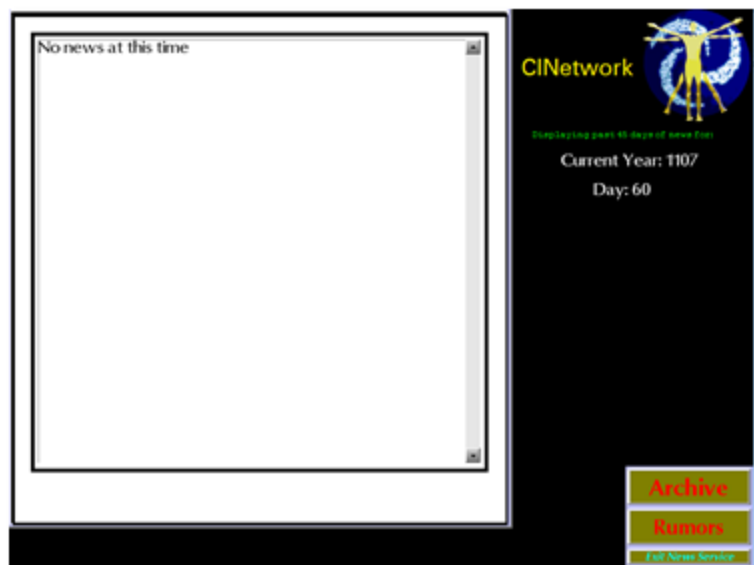 No news at this time
CINetwork
Displaying past 45 days of news for:
Current Year: 1107
Day: 60
Archive
Rumors
Exit News Service